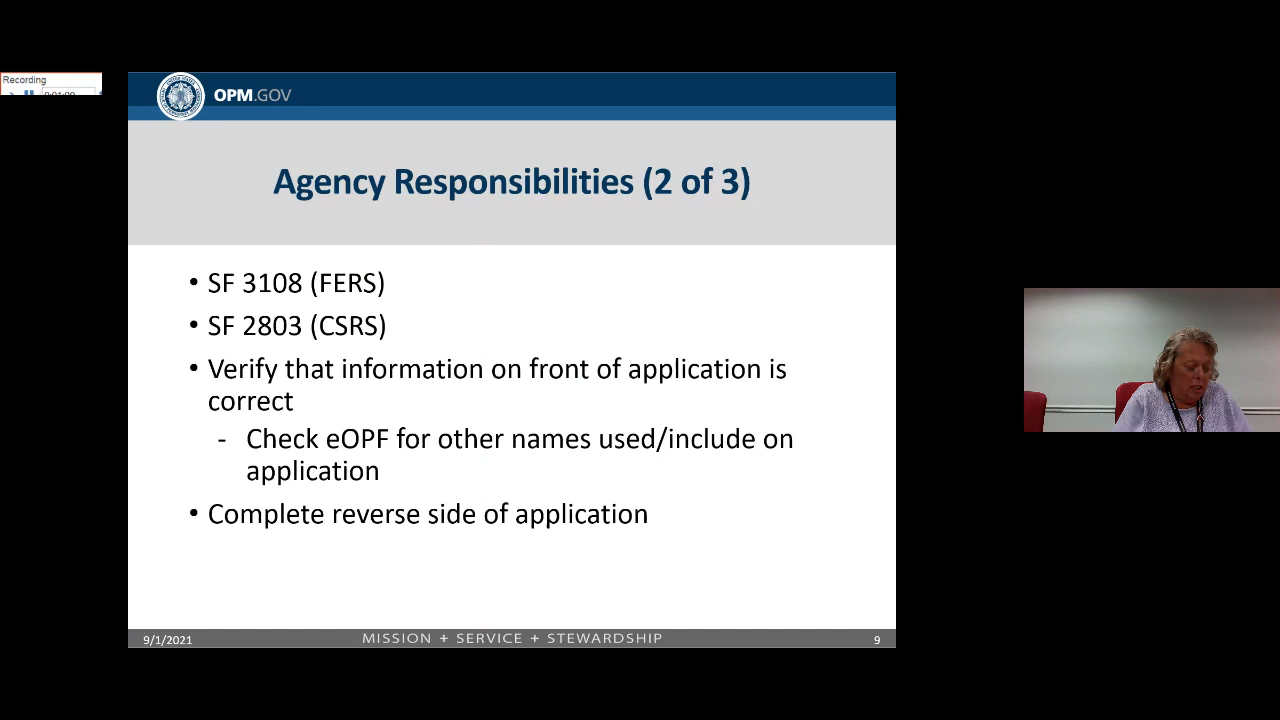 Recording
OPM.GOV
Agency Responsibilities (2 of 3)
• SF 3108 (FERS)
• SF 2803 (CSRS)
• Verify that information on front of application is
correct
- Check eOPF for other names used/include on
application
• Complete reverse side of application
9/1/2021
MISSION + SERVICE + STEWARDSHIP
9